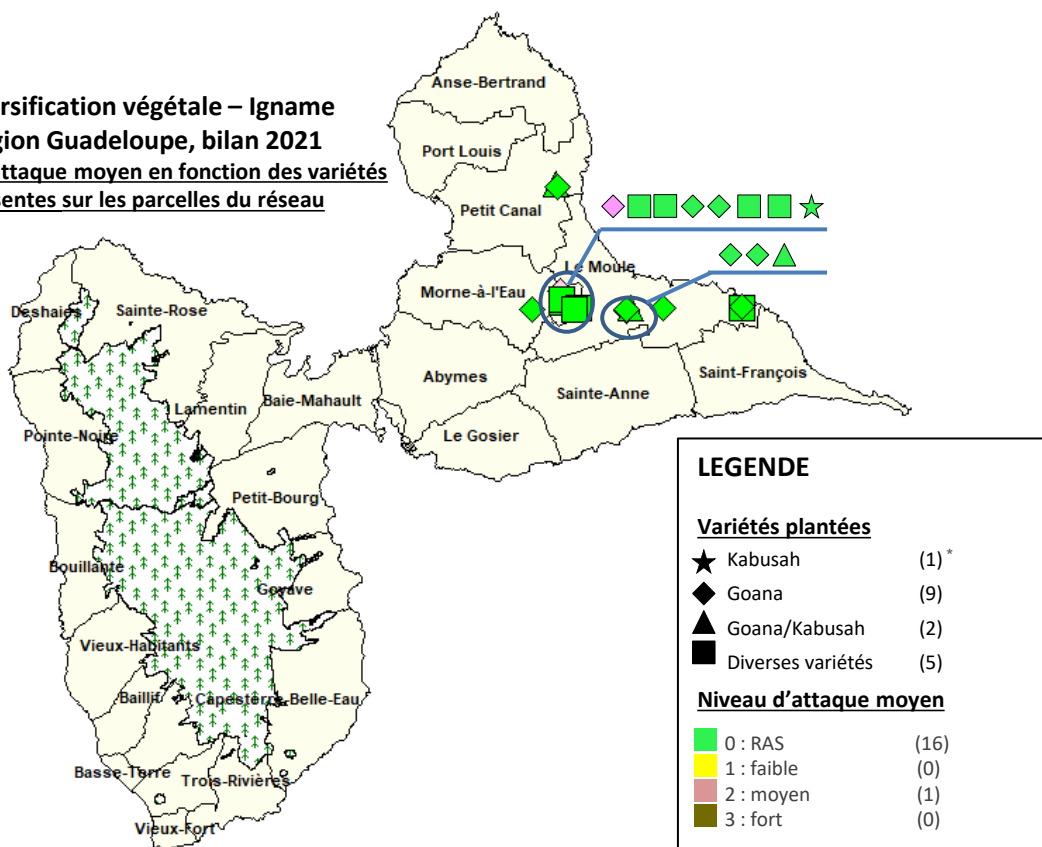 rsification végétale – Igname
gion Guadeloupe, bilan 2021
ttaque moyen en fonction des variétés
sentes sur les parcelles du réseau
Anse-Bertrand
Port Louis
Petit Canal
Le Moule
Morne-à-l'Eau
Deshaies
Sainte-Rose
Abymes
Saint-François
Sainte-Anne
Lamentin
Baie-Mahault
Pointe-Noire
Le Gosier
Petit-Bourg
Bouillante
Goyave
Vieux-Habitants
Baillif
Capesterre-Belle-Eau
Basse-Terre
Trois-Rivières
Vieux-Fort
LEGENDE
Variétés plantées
Kabusah (1) *
Goana (9)
Goana/Kabusah (2)
Diverses variétés (5)
Niveau d'attaque moyen
0 : RAS (16)
1 : faible (0)
2 : moyen (1)
3 : fort (0)